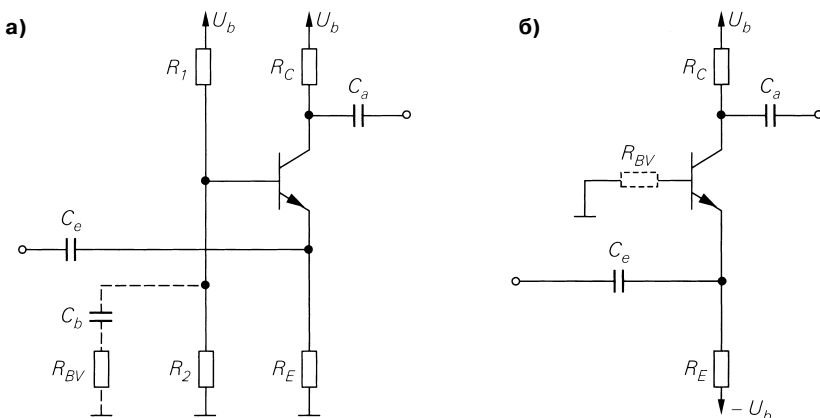 а)
U_b
U_b
R_1
R_C
C_a
C_e
C_b
R_BV
R_2
R_E
б)
U_b
R_C
C_a
R_BV
C_e
R_E
– U_b